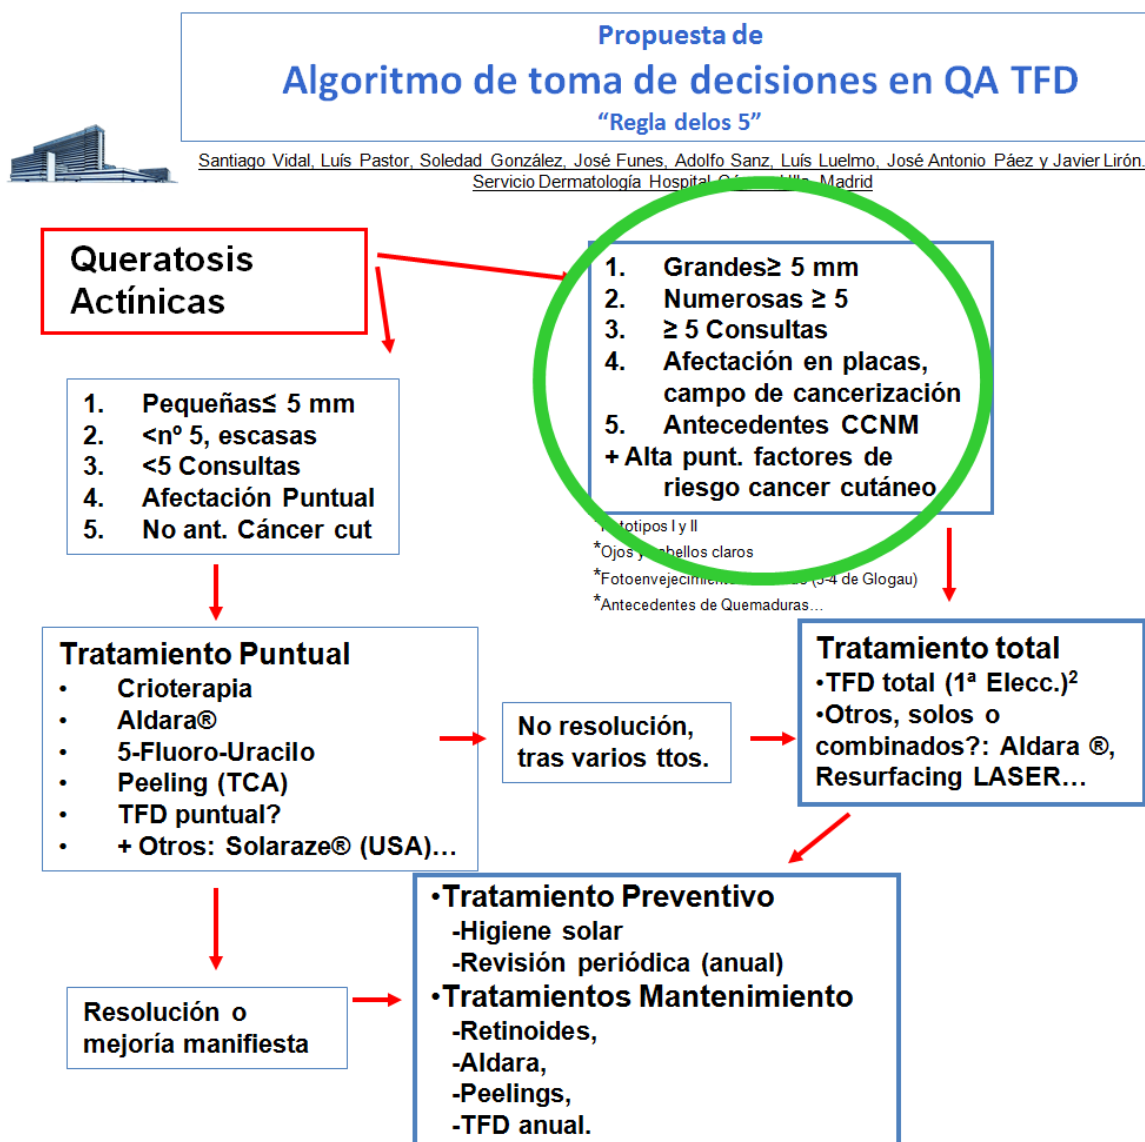 Propuesta de
Algoritmo de toma de decisiones en QA TFD
“Regla delos 5”
Santiago Vidal, Luís Pastor, Soledad González, José Funes, Adolfo Sanz, Luís Luelmo, José Antonio Páez y Javier Lirón.
Servicio Dermatología Hospital Madrid
Queratosis
Actínicas
1. Grandes≥ 5 mm
2. Numerosas ≥ 5
3. ≥ 5 Consultas
4. Afectación en placas,
campo de cancerización
5. Antecedentes CCNM
+ Alta punt. factores de
riesgo cancer cutáneo
1. Pequeñas≤ 5 mm
2. <nº 5, escasas
3. <5 Consultas
4. Afectación Puntual
5. No ant. Cáncer cut
I y II
*Ojos y cabellos claros
*Fotoenvejecimiento de Glogau)
*Antecedentes de Quemaduras…
Tratamiento Puntual
• Crioterapia
• Aldara®
• 5-Fluoro-Uracilo
• Peeling (TCA)
• TFD puntual?
• + Otros: Solaraze® (USA)…
No resolución,
tras varios ttos.
Tratamiento total
•TFD total (1ª Elecc.)²
•Otros, solos o
combinados?: Aldara ®,
Resurfacing LASER…
Resolución o
mejoría manifiesta
•Tratamiento Preventivo
-Higiene solar
-Revisión periódica (anual)
•Tratamientos Mantenimiento
-Retinoides,
-Aldara,
-Peelings,
-TFD anual.